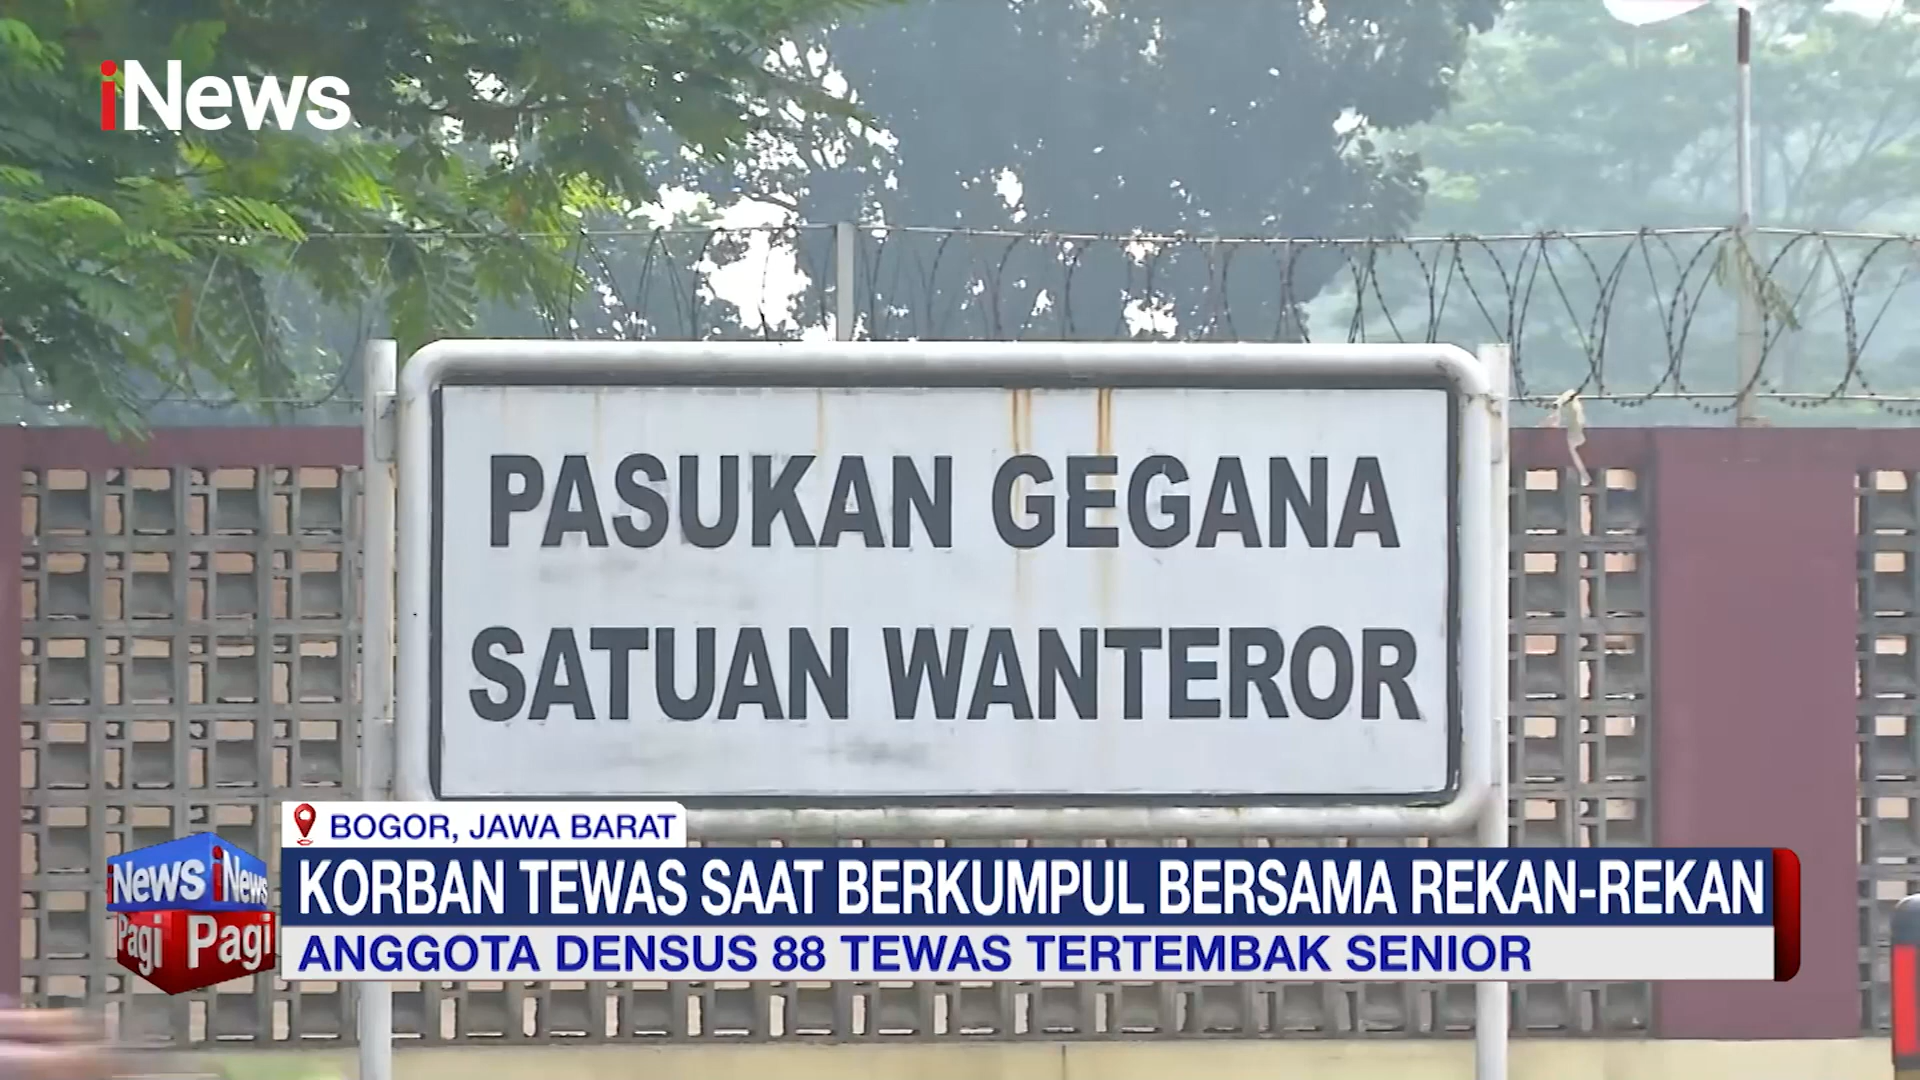 iNews
PASUKAN GEGANA
SATUAN WANTEROR
BOGOR, JAWA BARAT
KORBAN TEWAS SAAT BERKUMPUL BERSAMA REKAN-REKAN
ANGGOTA DENSUS 88 TEWAS TERTEMBAK SENIOR
iNews iNews
Pagi Pagi